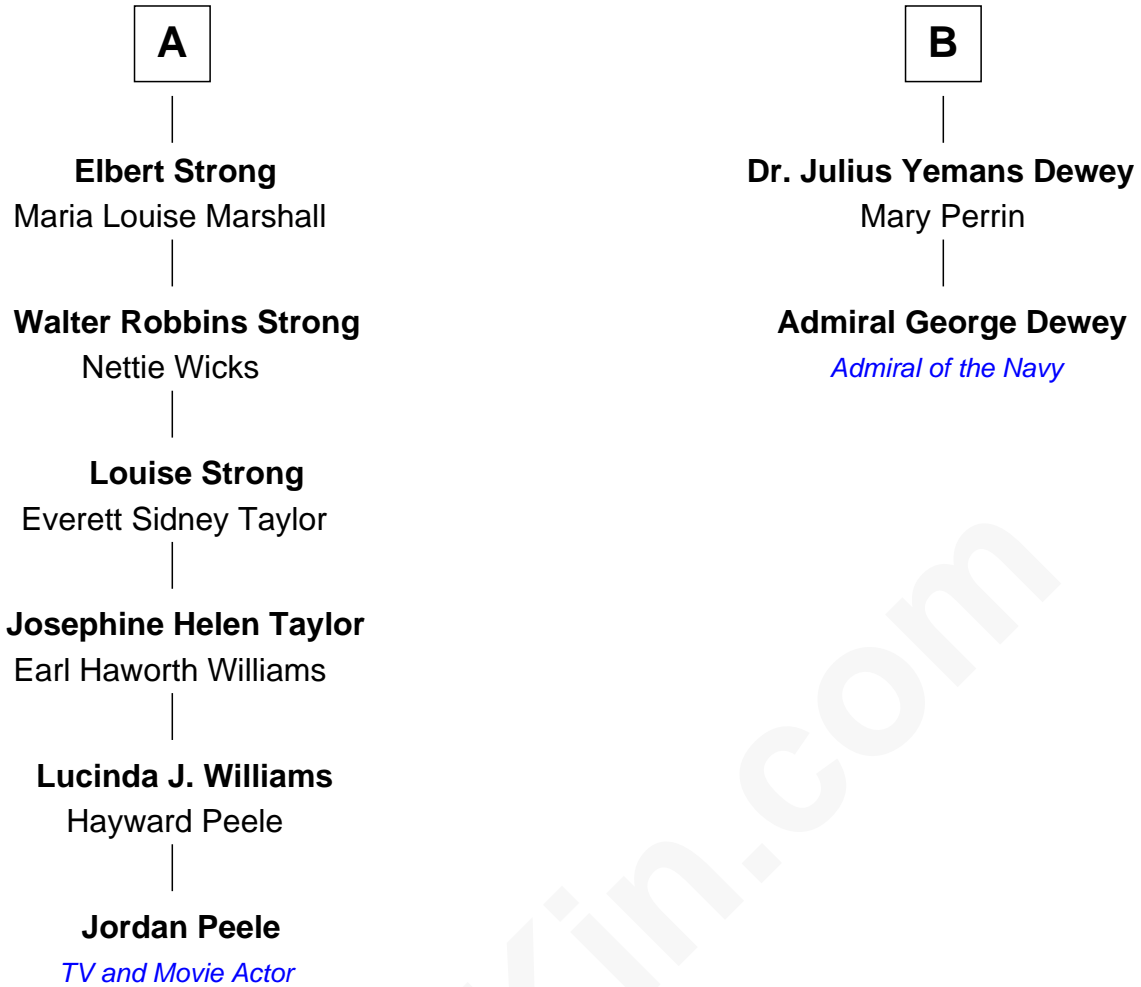 A
Elbert Strong
Maria Louise Marshall
Walter Robbins Strong
Nettie Wicks
Louise Strong
Everett Sidney Taylor
Josephine Helen Taylor
Earl Haworth Williams
Lucinda J. Williams
Hayward Peele
Jordan Peele
TV and Movie Actor
B
Dr. Julius Yemans Dewey
Mary Perrin
Admiral George Dewey
Admiral of the Navy
Kin.com